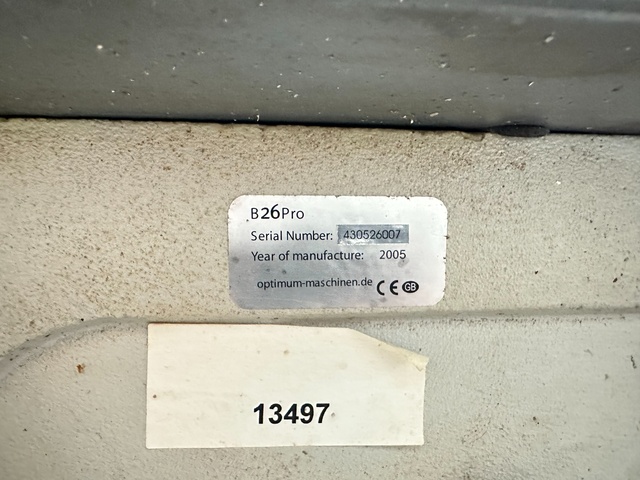 B26Pro
Serial Number: 430526007
Year of manufacture: 2005
optimum-maschinen.de CE GB
13497